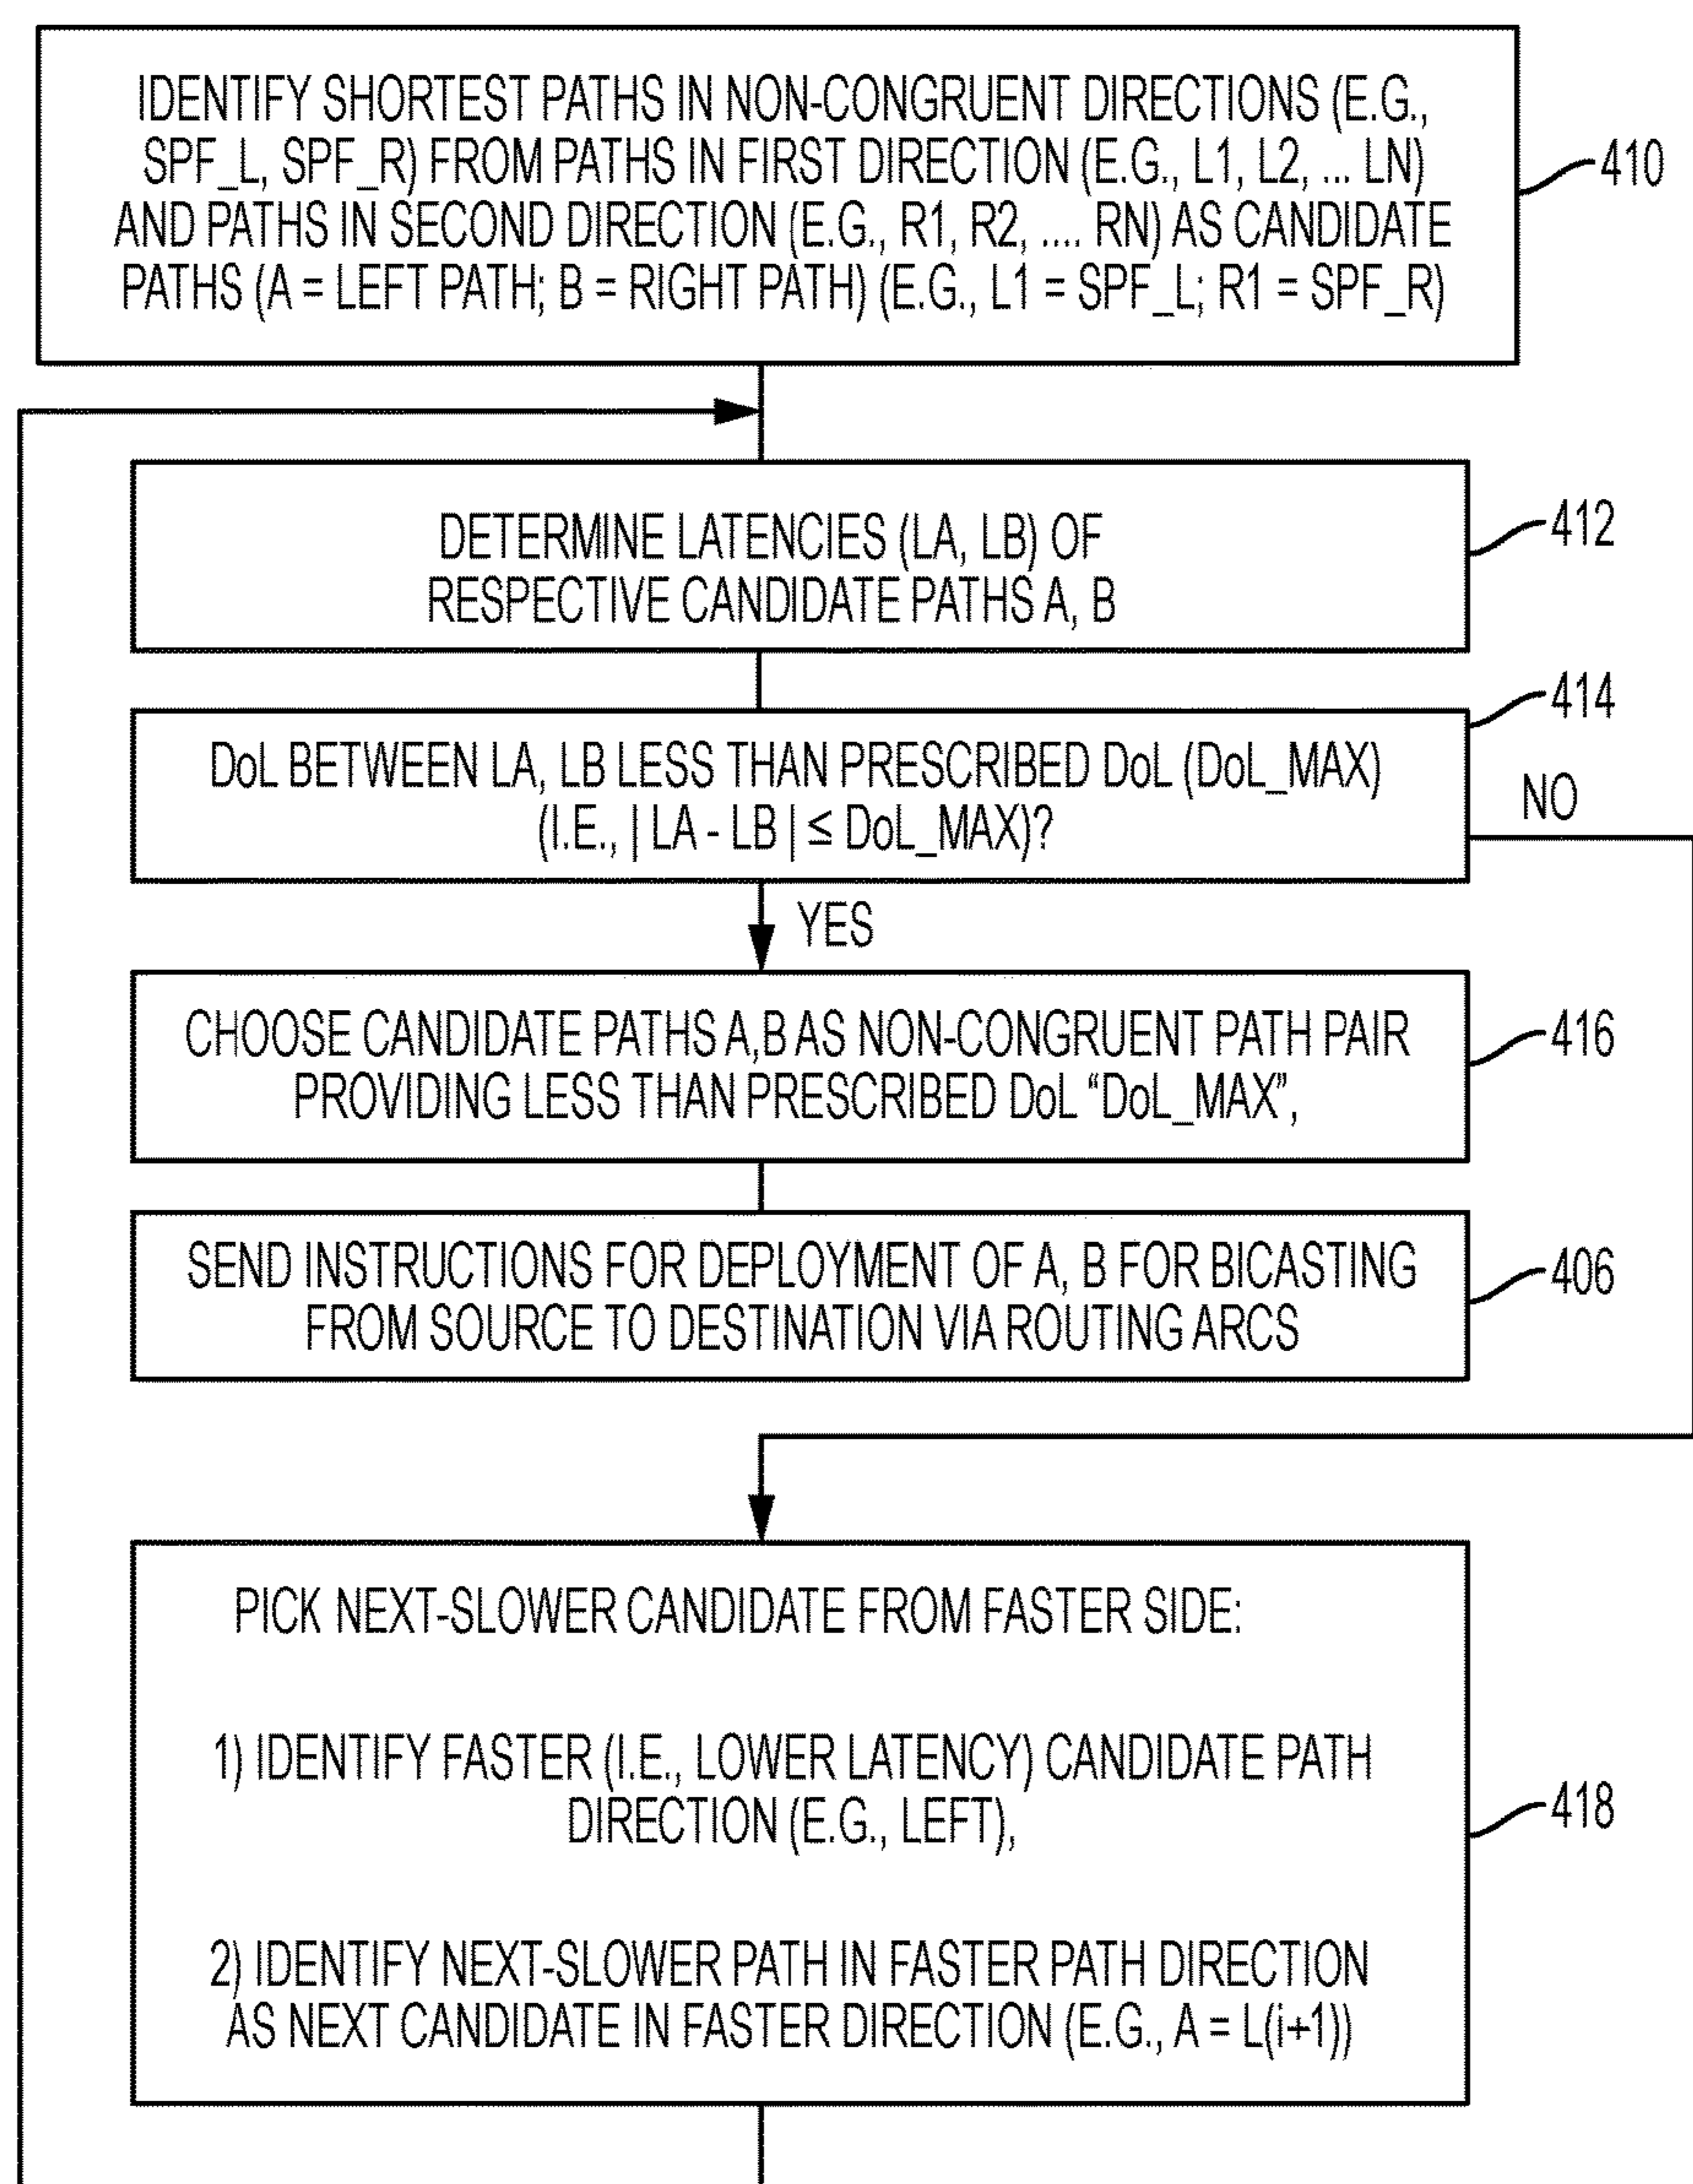 IDENTIFY SHORTEST PATHS IN NON-CONGRUENT DIRECTIONS (E.G.,
SPF_L, SPF_R) FROM PATHS IN FIRST DIRECTION (E.G., L1, L2, ... LN)
AND PATHS IN SECOND DIRECTION (E.G., R1, R2, .... RN) AS CANDIDATE
PATHS (A = LEFT PATH; B = RIGHT PATH) (E.G., L1 = SPF_L; R1 = SPF_R)
410
DETERMINE LATENCIES (LA, LB) OF
RESPECTIVE CANDIDATE PATHS A, B
412
414
DoL BETWEEN LA, LB LESS THAN PRESCRIBED DoL (DoL_MAX)
(I.E., | LA - LB | ≤ DoL_MAX)?
NO
YES
CHOOSE CANDIDATE PATHS A,B AS NON-CONGRUENT PATH PAIR
PROVIDING LESS THAN PRESCRIBED DoL “DoL_MAX”,
416
SEND INSTRUCTIONS FOR DEPLOYMENT OF A, B FOR BICASTING
FROM SOURCE TO DESTINATION VIA ROUTING ARCS
406
PICK NEXT-SLOWER CANDIDATE FROM FASTER SIDE:
1) IDENTIFY FASTER (I.E., LOWER LATENCY) CANDIDATE PATH
DIRECTION (E.G., LEFT),
418
2) IDENTIFY NEXT-SLOWER PATH IN FASTER PATH DIRECTION
AS NEXT CANDIDATE IN FASTER DIRECTION (E.G., A = L(i+1))